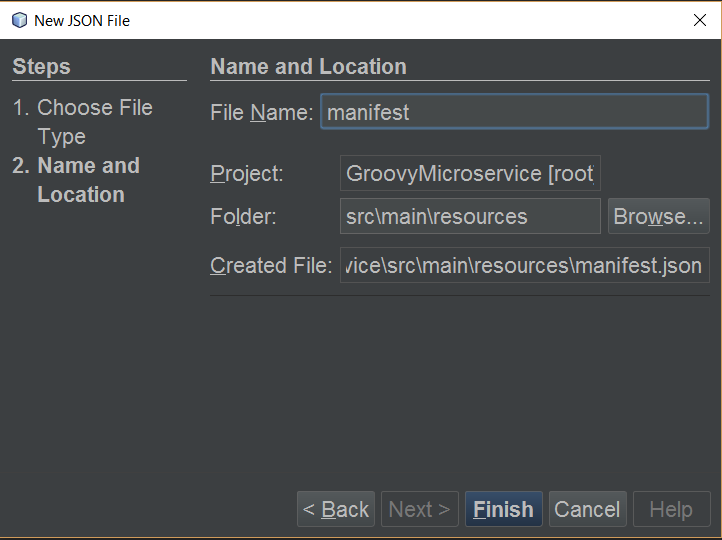 New JSON File
Steps
1. Choose File
Type
2. Name and
Location
Name and Location
File Name: manifest
Project: GroovyMicroservice [root]
Folder: src\main\resources Browse...
Created File: vice\src\main\resources\manifest.json
< Back Next > Finish Cancel Help